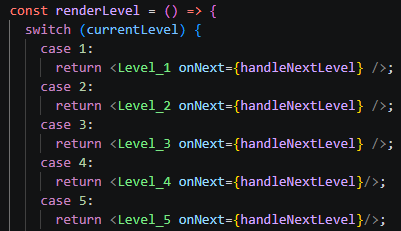 const renderLevel = () => {
  switch (currentLevel) {
    case 1:
      return <Level_1 onNext={handleNextLevel} />;
    case 2:
      return <Level_2 onNext={handleNextLevel} />;
    case 3:
      return <Level_3 onNext={handleNextLevel} />;
    case 4:
      return <Level_4 onNext={handleNextLevel}/>;
    case 5:
      return <Level_5 onNext={handleNextLevel}/>;